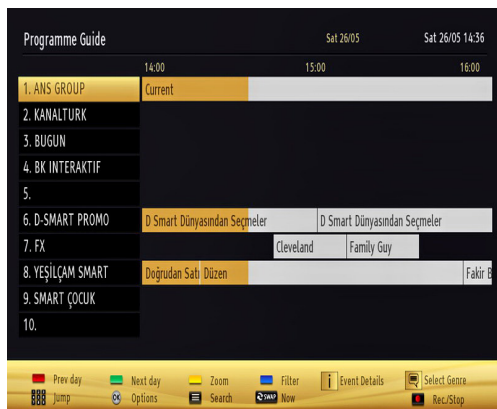 Programme Guide Sat 26/05 Sat 26/05 14:36
14:00 15:00 16:00
1. ANS GROUP Current
2. KANALTURK
3. BUGUN
4. BK INTERAKTIF
5.
6. D-SMART PROMO D Smart Dünyasından Seçmeler D Smart Dünyasından Seçmeler
7. FX Cleveland Family Guy
8. YEŞİLÇAM SMART Doğrudan Satı Düzen Fakir B
9. SMART ÇOCUK
10.
Prev day Next day Zoom Filter i Event Details Select Genre
Jump OK Options Search SWAP Now Rec/Stop